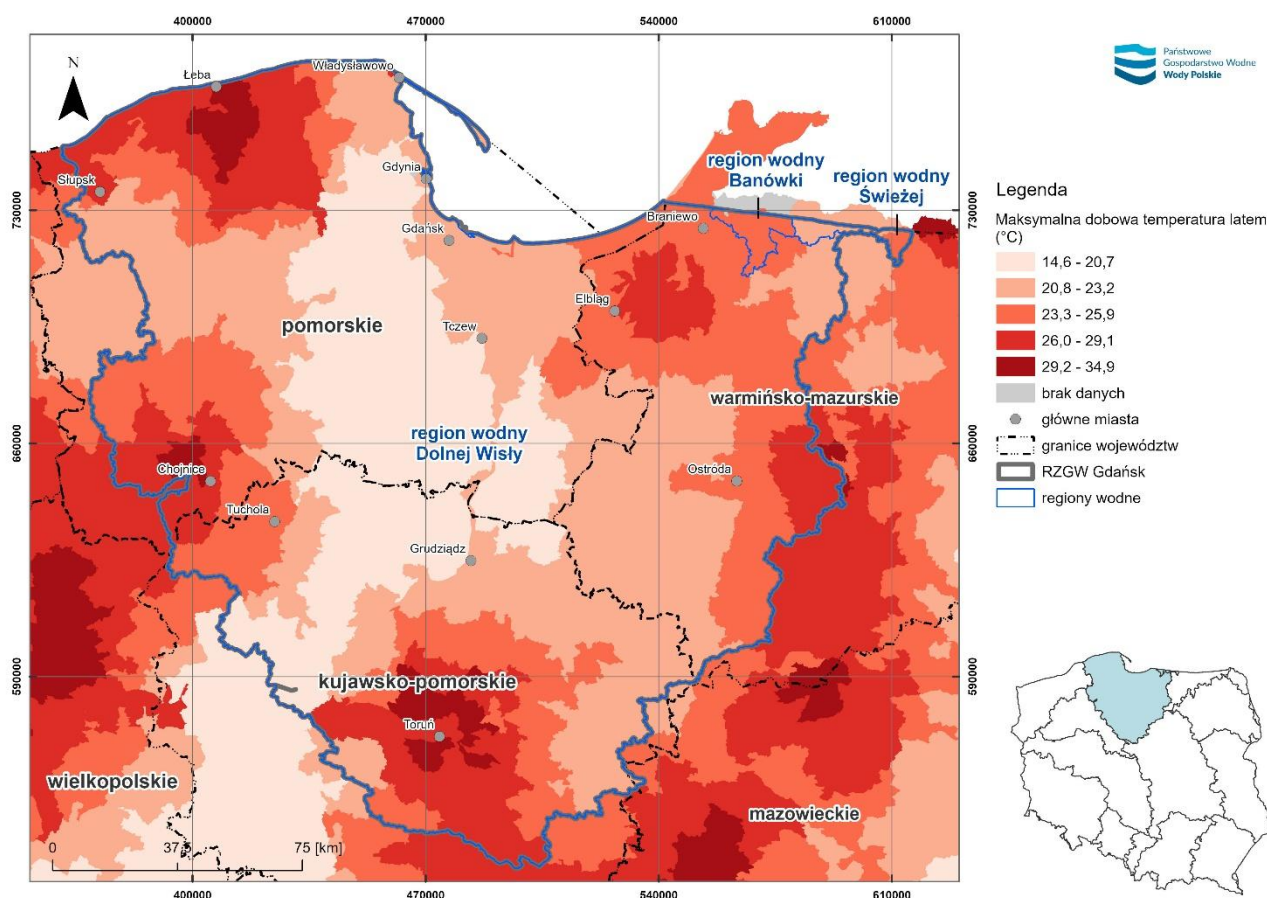 400000
470000
540000
610000
N
Łeba
Władysławowo
Słupsk
Gdynia
Gdańsk
region wodny
Banówki
region wodny
Świeżej
Braniewo
730000
730000
Elbląg
pomorskie
Tczew
warmińsko-mazurskie
660000
660000
region wodny
Dolnej Wisły
Chojnice
Ostróda
Tuchola
Grudziądz
590000
590000
kujawsko-pomorskie
Toruń
wielkopolskie
mazowieckie
0
37,5
75 [km]
400000
470000
540000
610000
Państwowe
Gospodarstwo Wodne
Wody Polskie
Legenda
Maksymalna dobowa temperatura latem
(°C)
14,6 - 20,7
20,8 - 23,2
23,3 - 25,9
26,0 - 29,1
29,2 - 34,9
brak danych
główne miasta
granice województw
RZGW Gdańsk
regiony wodne